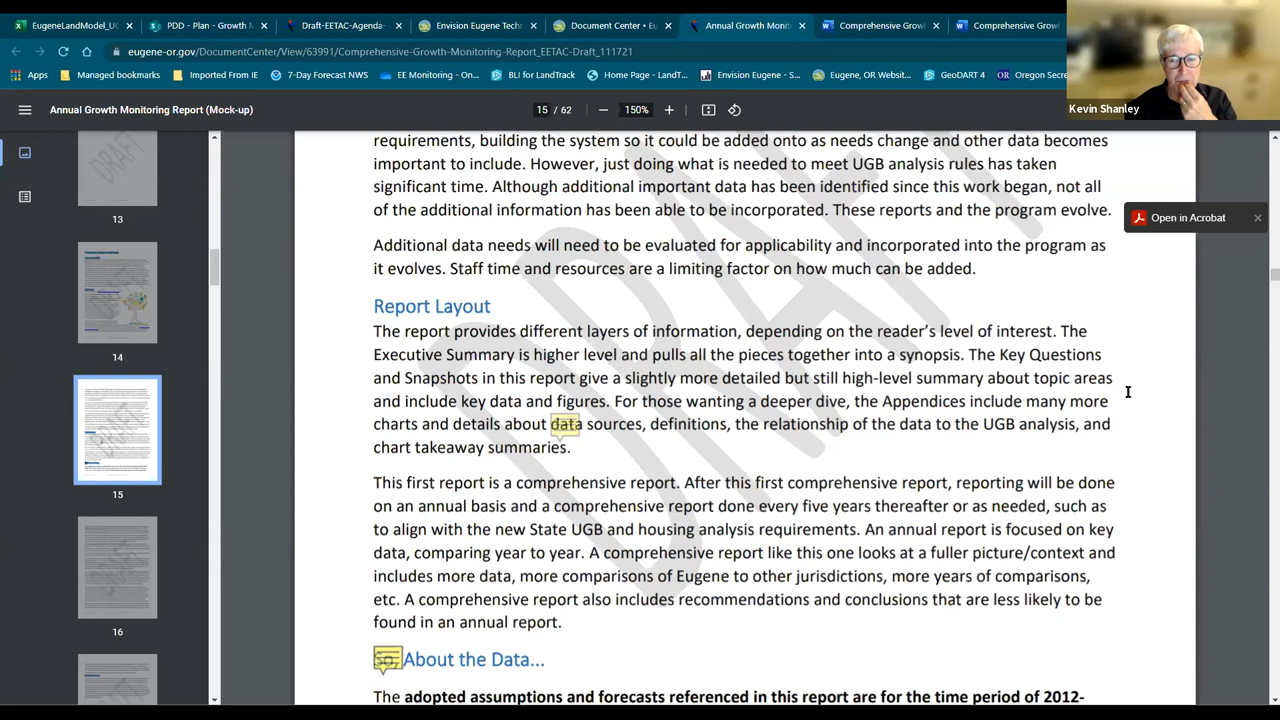 EugeneLandModel_U
PDD - Plan - Growth M
Draft-EETAC-Agenda-
Envision Eugene Tech
Document Center • Eu
Annual Growth Monito
Comprehensive Growth
Comprehensive Grow
eugene-or.gov/DocumentCenter/View/63991/Comprehensive-Growth-Monitoring-Report_EETAC-Draft_111721
Apps
Managed bookmarks
Imported From IE
7-Day Forecast NWS
EE Monitoring - On...
BLI for LandTrack
Home Page - LandT...
Envision Eugene - S...
Eugene, OR Website...
GeoDART 4
Oregon Secre
Kevin Shanley
Annual Growth Monitoring Report (Mock-up)
15 / 62
150%
Open in Acrobat
13
14
15
16
requirements, building the system so it could be added onto as needs change and other data becomes
important to include. However, just doing what is needed to meet UGB analysis rules has taken
significant time. Although additional important data has been identified since this work began, not all
of the additional information has been able to be incorporated. These reports and the program evolve.
Additional data needs will need to be evaluated for applicability and incorporated into the program as
it evolves. Staff time and resources are a limiting factor on how much can be added.
Report Layout
The report provides different layers of information, depending on the reader's level of interest. The
Executive Summary is higher level and pulls all the pieces together into a synopsis. The Key Questions
and Snapshots in this report give a slightly more detailed but still high-level summary about topic areas
and include key data and figures. For those wanting a deeper dive, the Appendices include many more
charts and details about data sources, definitions, the relationship of the data to the UGB analysis, and
chart takeaway summaries.
This first report is a comprehensive report. After this first comprehensive report, reporting will be done
on an annual basis and a comprehensive report done every five years thereafter or as needed, such as
to align with the new State UGB and housing analysis requirements. An annual report is focused on key
data, comparing year to year. A comprehensive report like this one looks at a fuller picture/context and
includes more data, more comparisons of Eugene to other jurisdictions, more years of comparisons,
etc. A comprehensive report also includes recommendations and conclusions that are less likely to be
found in an annual report.
So, About the Data...
The adopted assumptions and forecasts referenced in this report are for the time period of 2012-
DRAFT